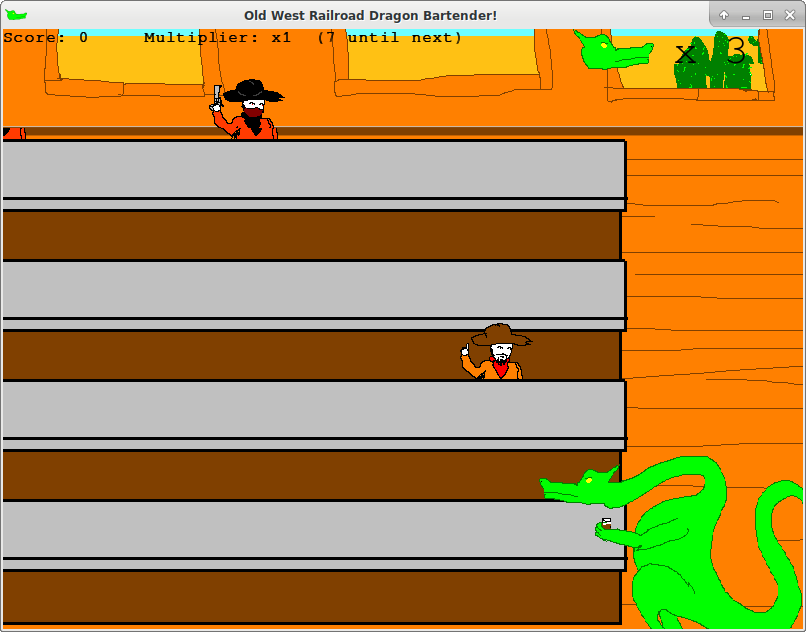 Old West Railroad Dragon Bartender!
Score: 0 Multiplier: x1 (7 until next)
x 3